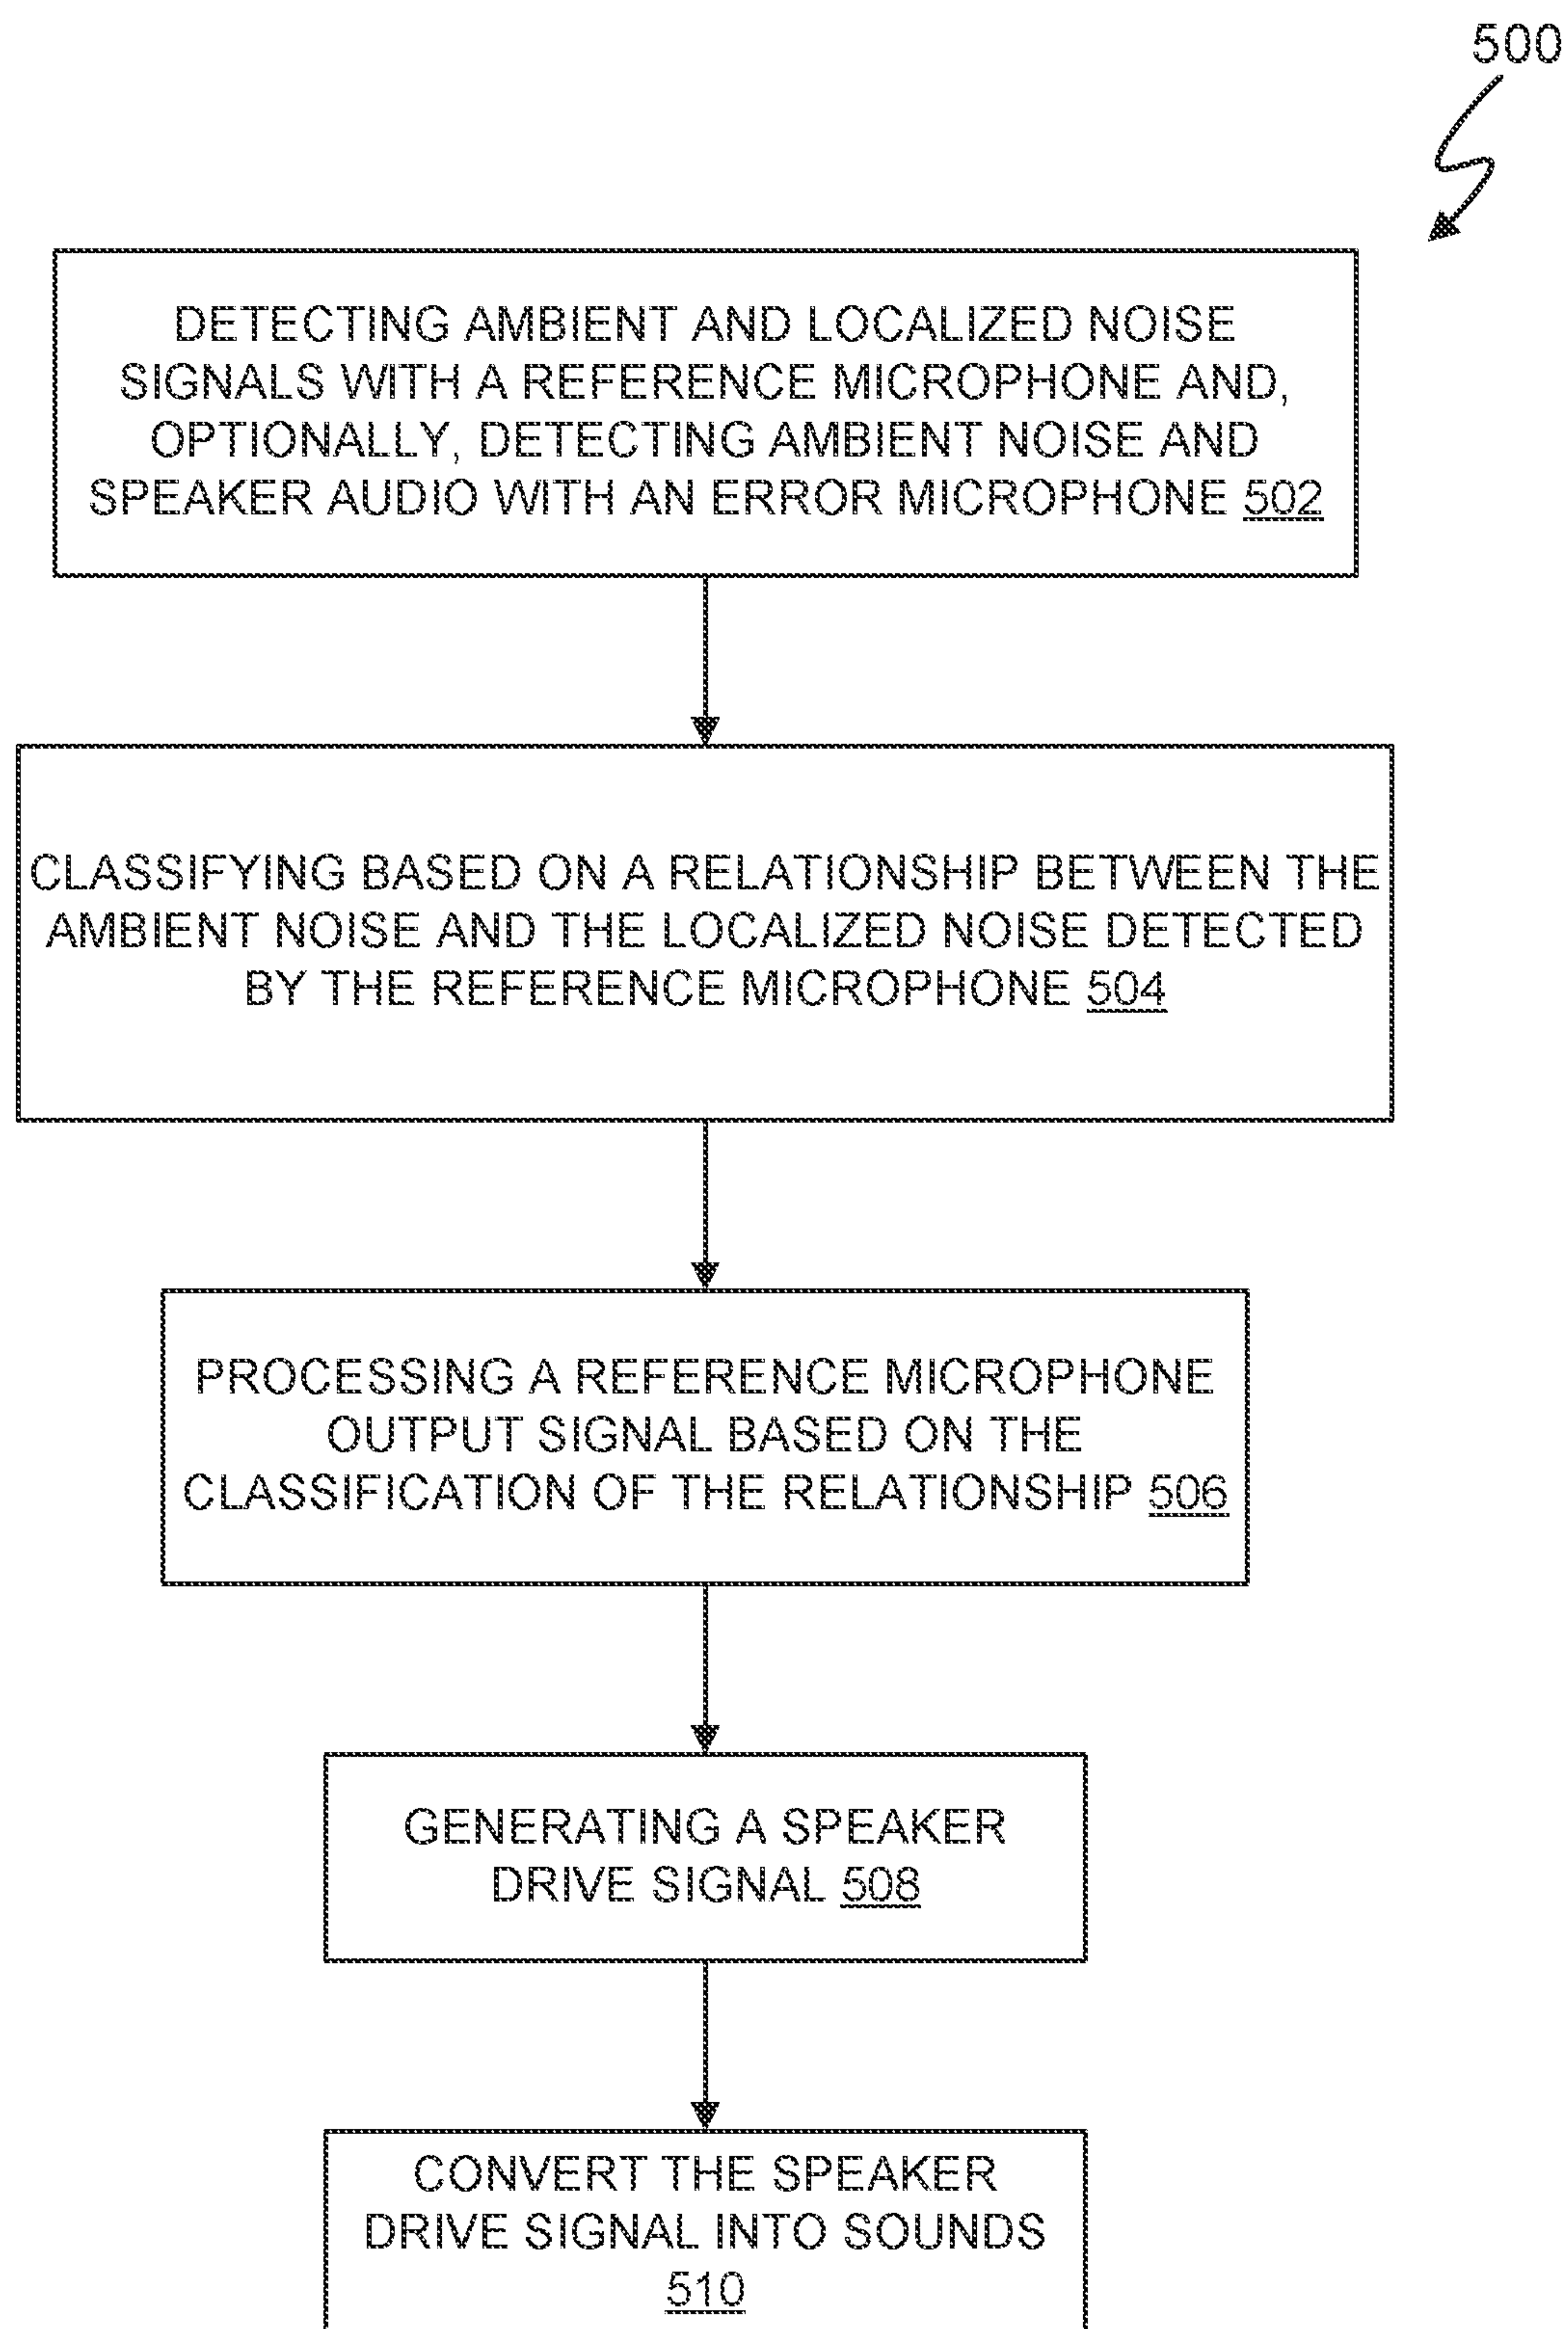 500
DETECTING AMBIENT AND LOCALIZED NOISE
SIGNALS WITH A REFERENCE MICROPHONE AND,
OPTIONALLY, DETECTING AMBIENT NOISE AND
SPEAKER AUDIO WITH AN ERROR MICROPHONE 502
CLASSIFYING BASED ON A RELATIONSHIP BETWEEN THE
AMBIENT NOISE AND THE LOCALIZED NOISE DETECTED
BY THE REFERENCE MICROPHONE 504
PROCESSING A REFERENCE MICROPHONE
OUTPUT SIGNAL BASED ON THE
CLASSIFICATION OF THE RELATIONSHIP 506
GENERATING A SPEAKER
DRIVE SIGNAL 508
CONVERT THE SPEAKER
DRIVE SIGNAL INTO SOUNDS
510